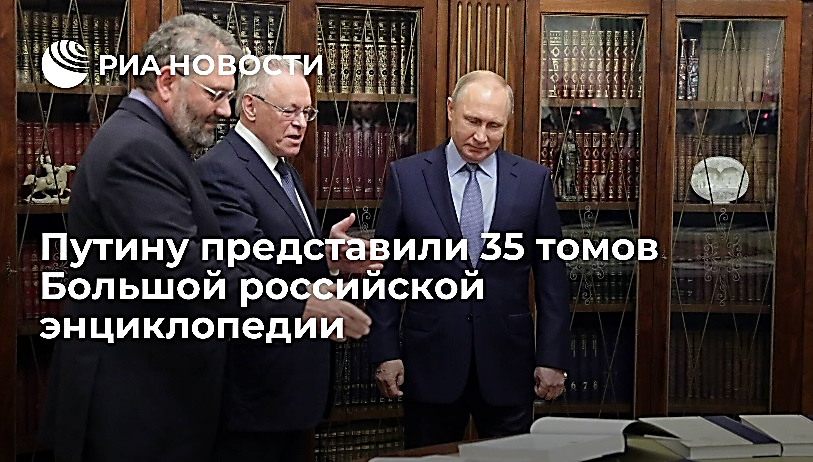 РИА НОВОСТИ
Путину представили 35 томов
Большой российской
энциклопедии